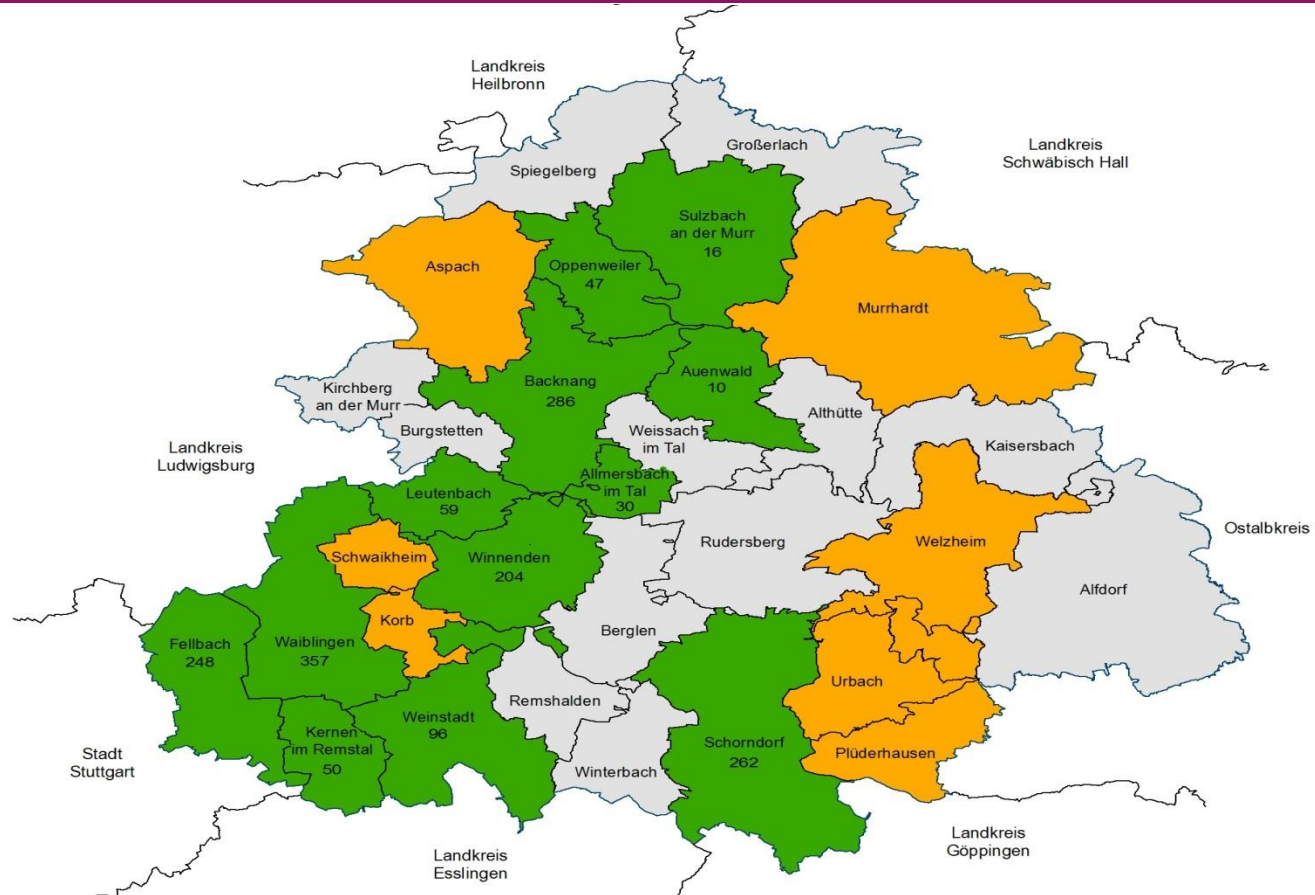 Landkreis
Heilbronn
Großerlach
Landkreis
Schwäbisch Hall
Spiegelberg
Sulzbach
an der Murr
16
Aspach
Oppenweiler
47
Murrhardt
Kirchberg
an der Murr
Backnang
286
Auenwald
10
Althütte
Burgstetten
Weissach
im Tal
Kaisersbach
Landkreis
Ludwigsburg
Allmersbach
im Tal
30
Leutenbach
59
Schwaikheim
Winnenden
204
Rudersberg
Welzheim
Ostalbkreis
Alfdorf
Korb
Berglen
Fellbach
248
Waiblingen
357
Remshalden
Urbach
Weinstadt
96
Kernen
im Remstal
50
Schorndorf
262
Plüderhausen
Stadt
Stuttgart
Winterbach
Landkreis
Esslingen
Landkreis
Göppingen